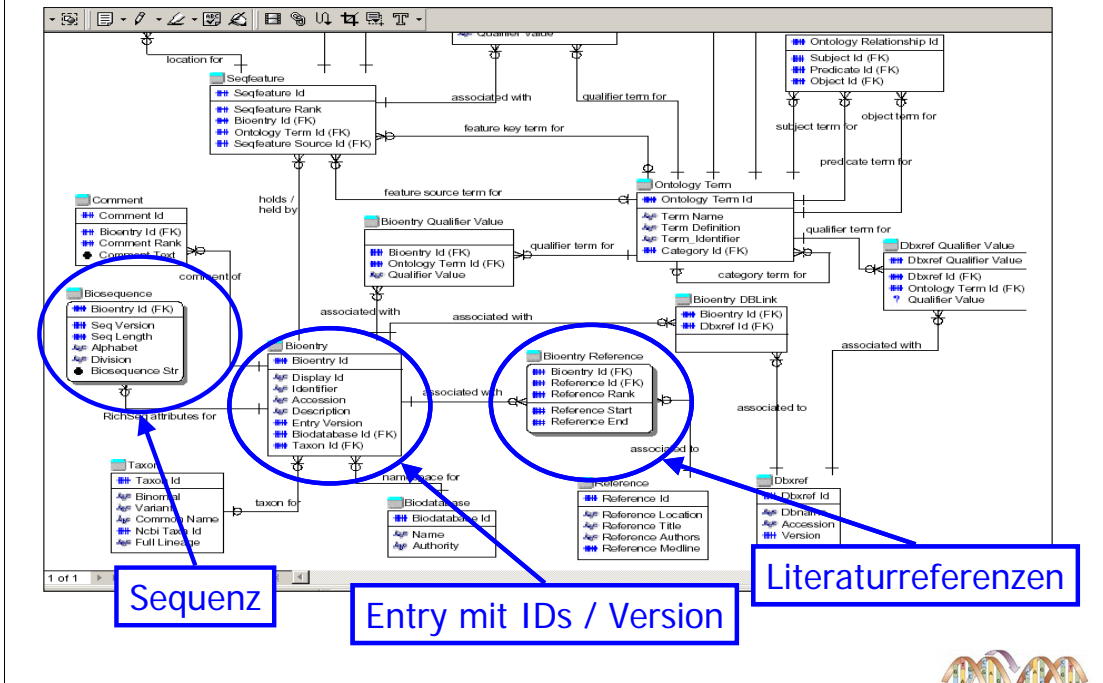 Qualifier Value
Ontology Relationship Id
Subject Id (FK)
Predicate Id (FK)
Object Id (FK)
location for
Seqfeature
Seqfeature Id
Seqfeature Rank
Bioentry Id (FK)
Ontology Term Id (FK)
Seqfeature Source Id (FK)
associated with
qualifier term for
feature key term for
subject term for
object term for
predicate term for
Ontology Term
Ontology Term Id
Term Name
Term Definition
Term_Identifier
Category Id (FK)
feature source term for
holds /
held by
Comment
Comment Id
Bioentry Id (FK)
Comment Rank
Comment Text
comment of
Bioentry Qualifier Value
Bioentry Id (FK)
Ontology Term Id (FK)
Qualifier Value
qualifier term for
category term for
qualifier term for
Dbxref Qualifier Value
Dbxref Qualifier Value
Dbxref Id (FK)
Ontology Term Id (FK)
? Qualifier Value
Biosequence
Bioentry Id (FK)
Seq Version
Seq Length
Alphabet
Division
Biosequence Str
associated with
associated with
Bioentry DBLink
Bioentry Id (FK)
Dbxref Id (FK)
associated with
Bioentry
Bioentry Id
Display Id
Identifier
Accession
Description
Entry Version
Biodatabase Id (FK)
Taxon Id (FK)
associated with
Bioentry Reference
Bioentry Id (FK)
Reference Id (FK)
Reference Rank
Reference Start
Reference End
associated to
associated to
RichSeq attributes for
Taxon
Taxon Id
Binomal
Variant
Common Name
Ncbi Taxa Id
Full Lineage
taxon for
namespace for
Biodatabase
Biodatabase Id
Name
Authority
Reference
Reference Id
Reference Location
Reference Title
Reference Authors
Reference Medline
Dbxref
Dbxref Id
Dbname
Accession
Version
1 of 1
Sequenz
Entry mit IDs / Version
Literaturreferenzen